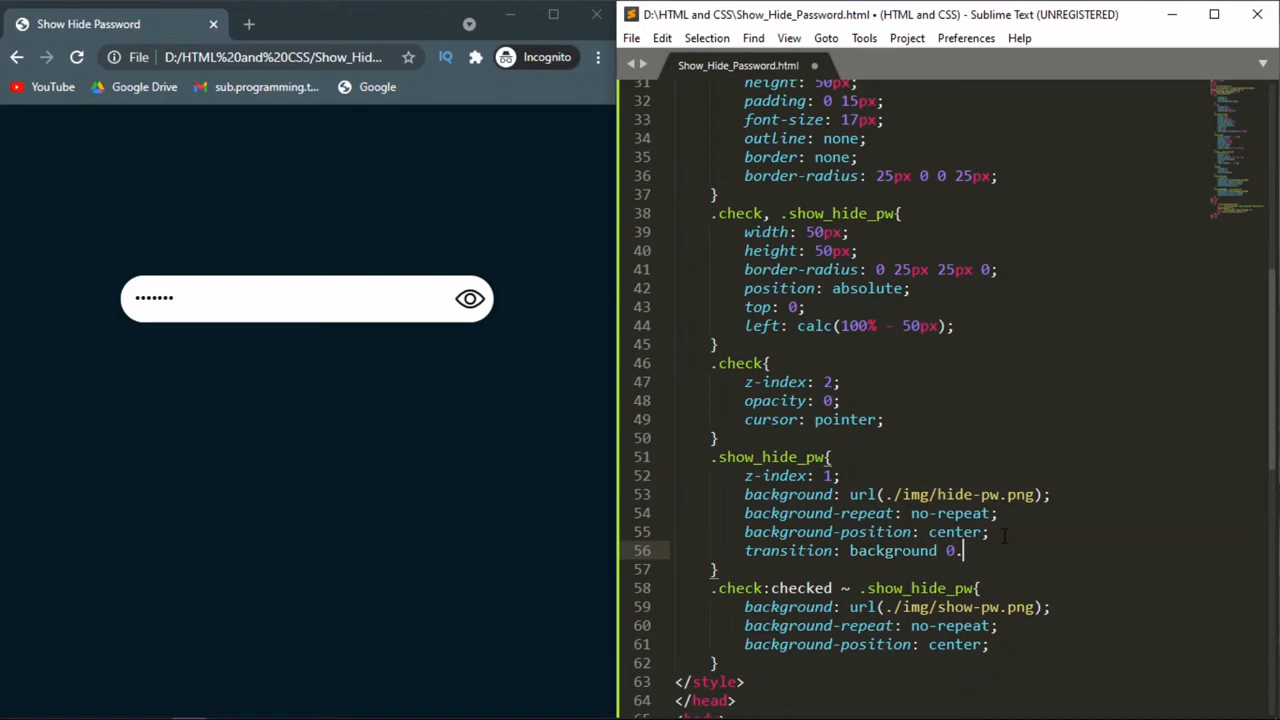 Show Hide Password
File
D:/HTML%20and%20CSS/Show_Hid...
IQ
Incognito
YouTube
Google Drive
sub.programming.t...
Google
•••••••
D:\HTML and CSS\Show_Hide_Password.html • (HTML and CSS) - Sublime Text (UNREGISTERED)
File Edit Selection Find View Goto Tools Project Preferences Help
Show_Hide_Password.html
31 height: 50px;
32 padding: 0 15px;
33 font-size: 17px;
34 outline: none;
35 border: none;
36 border-radius: 25px 0 0 25px;
37 }
38 .check, .show_hide_pw{
39 width: 50px;
40 height: 50px;
41 border-radius: 0 25px 25px 0;
42 position: absolute;
43 top: 0;
44 left: calc(100% - 50px);
45 }
46 .check{
47 z-index: 2;
48 opacity: 0;
49 cursor: pointer;
50 }
51 .show_hide_pw{
52 z-index: 1;
53 background: url(./img/hide-pw.png);
54 background-repeat: no-repeat;
55 background-position: center;
56 transition: background 0.
57 }
58 .check:checked ~ .show_hide_pw{
59 background: url(./img/show-pw.png);
60 background-repeat: no-repeat;
61 background-position: center;
62 }
63 </style>
64 </head>
65 <body>